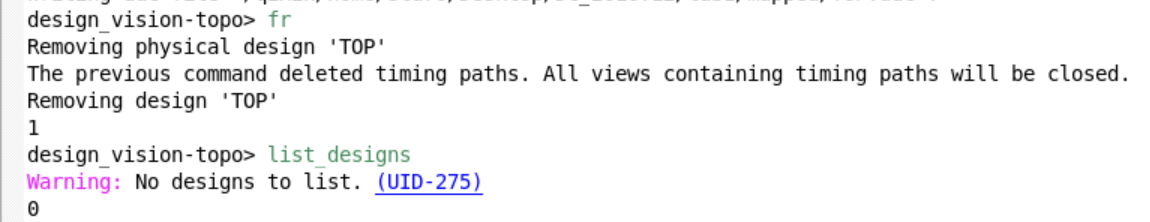 design_vision-topo> fr
Removing physical design 'TOP'
The previous command deleted timing paths. All views containing timing paths will be closed.
Removing design 'TOP'
1
design_vision-topo> list_designs
Warning: No designs to list. (UID-275)
0